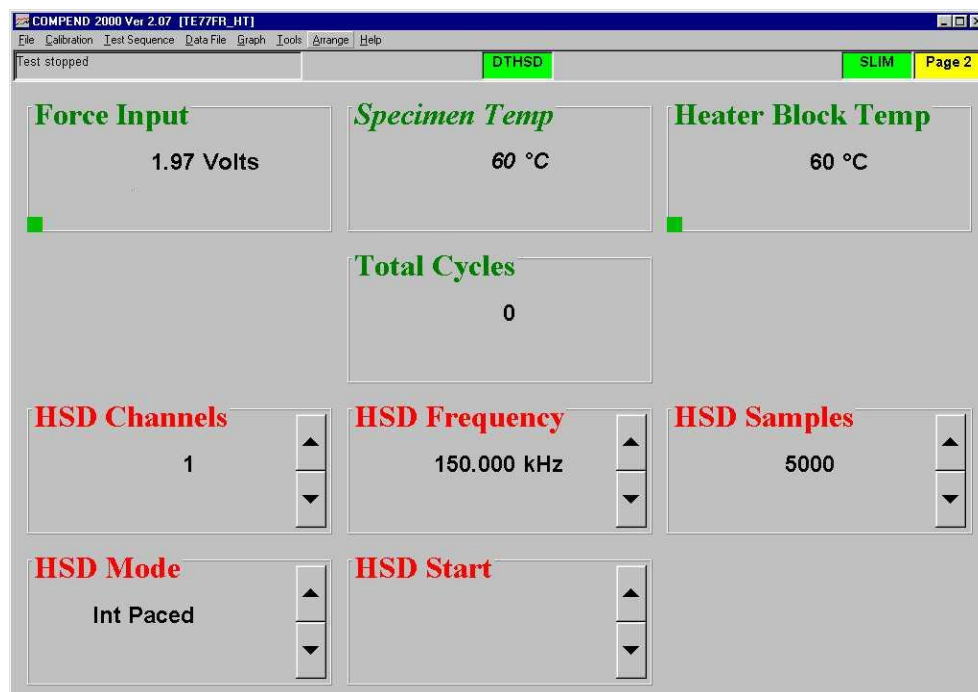 COMPEND 2000 Ver 2.07 [TE77FR_HT]
File Calibration Test Sequence Data File Graph Tools Arrange Help
Test stopped DTHSD SLIM Page 2
Force Input Specimen Temp Heater Block Temp
1.97 Volts 60 °C 60 °C
Total Cycles
0
HSD Channels HSD Frequency HSD Samples
1 150.000 kHz 5000
HSD Mode HSD Start
Int Paced